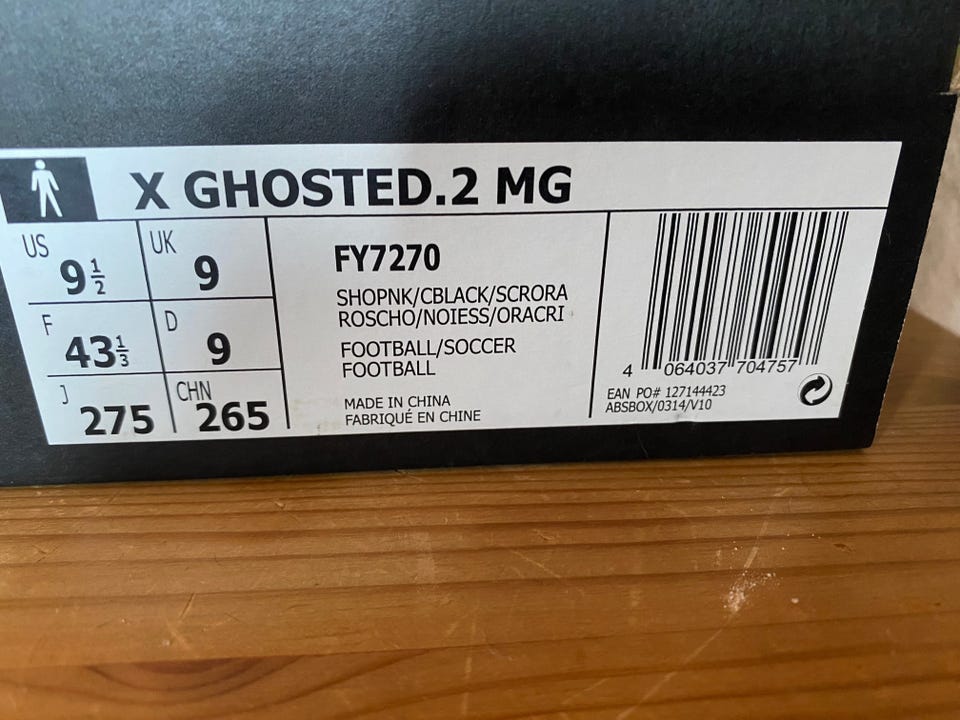 X GHOSTED.2 MG
US 9 1/2
UK 9
F 43 1/3
D 9
J 275
CHN 265
FY7270
SHOPNK/CBLACK/SCRORA
ROSCHO/NOIESS/ORACRI
FOOTBALL/SOCCER
FOOTBALL
MADE IN CHINA
FABRIQUÉ EN CHINE
4 064037 704757
EAN PO# 127144423
ABSBOX/0314/V10